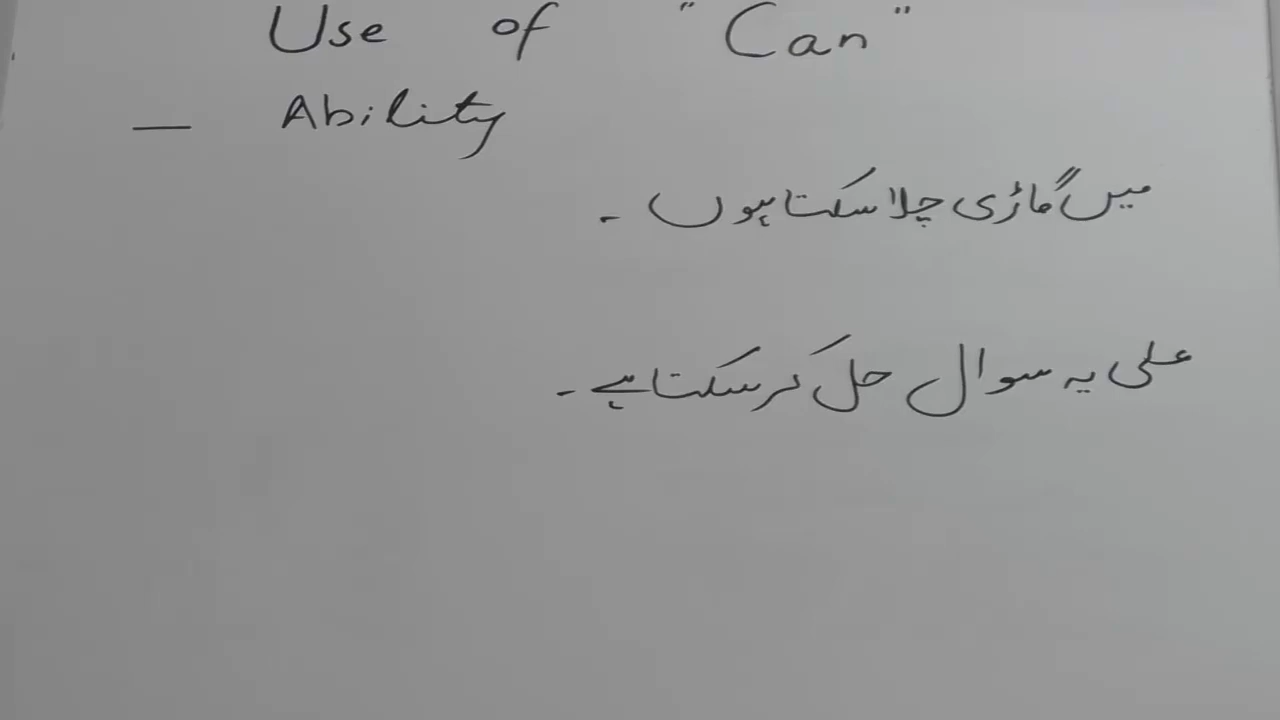 Use of "Can"
— Ability
میں گاڑی چلا سکتا ہوں ۔
علی یہ سوال حل کر سکتا ہے ۔